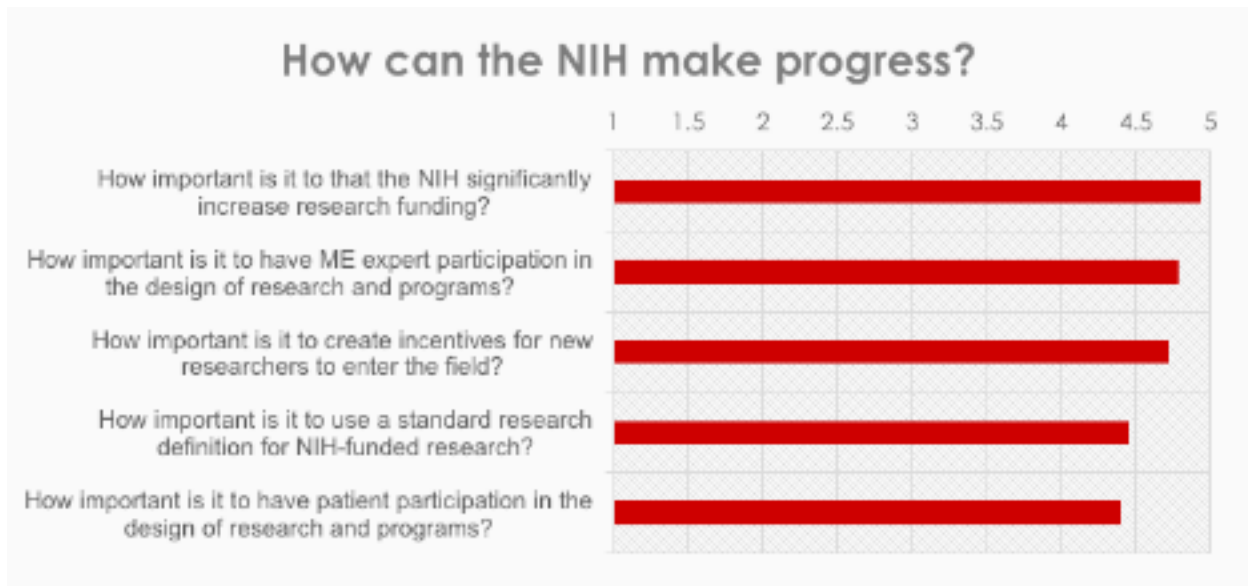 How can the NIH make progress?
1 1.5 2 2.5 3 3.5 4 4.5 5
How important is it to that the NIH significantly
increase research funding?
How important is it to have ME expert participation in
the design of research and programs?
How important is it to create incentives for new
researchers to enter the field?
How important is it to use a standard research
definition for NIH-funded research?
How important is it to have patient participation in the
design of research and programs?